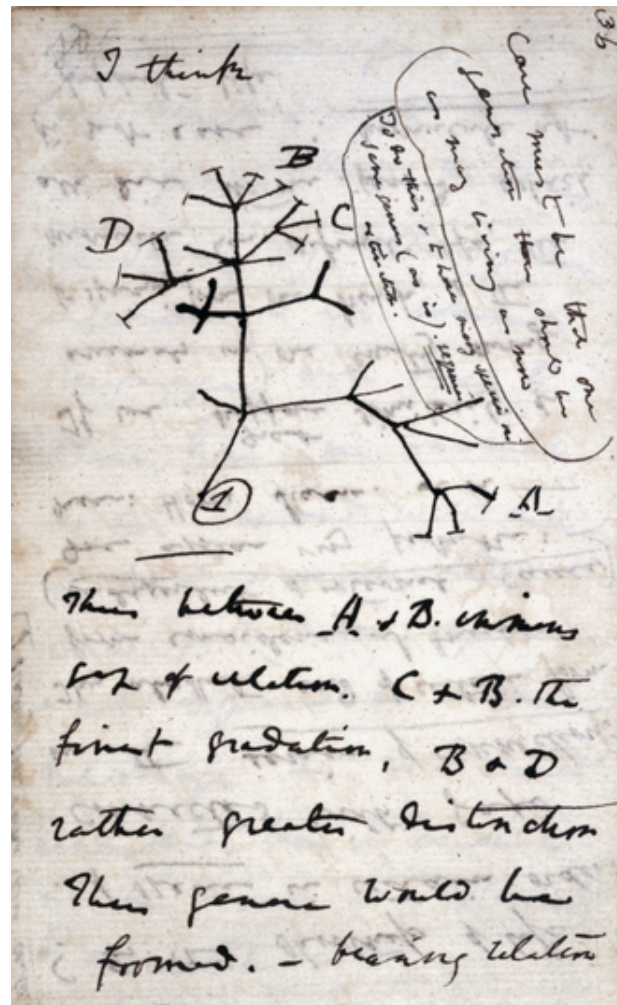 36
I think
Case must be that one
generation then should be
as many living as now
To do this & to have many species in
same genus (as is). requires
extinction.
B
C
D
A
1
Thus between A & B. immense
gap of relation. C & B. the
finest gradation, B & D
rather greater distinction
Thus genera would be
formed. — bearing relation